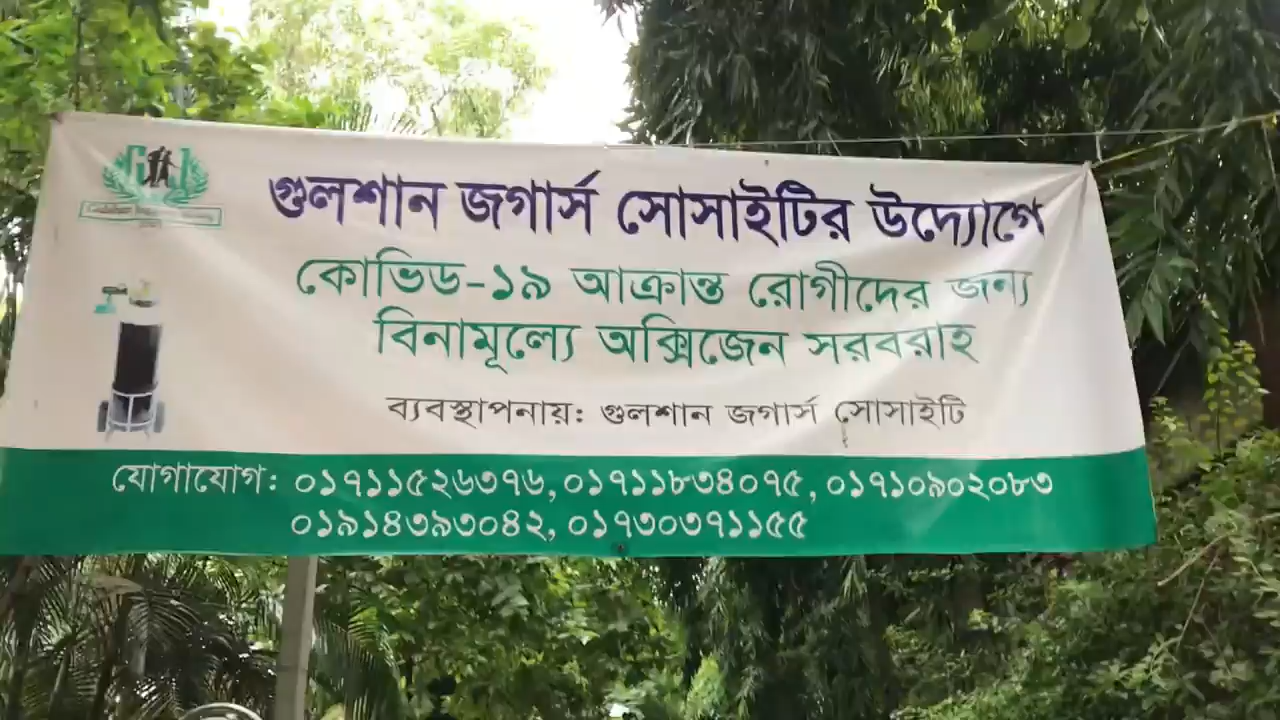 গুলশান জগার্স সোসাইটির উদ্যোগে
কোভিড-১৯ আক্রান্ত রোগীদের জন্য
বিনামূল্যে অক্সিজেন সরবরাহ
ব্যবস্থাপনায়: গুলশান জগার্স সোসাইটি
যোগাযোগ: ০১৭১১৫২৬৩৭৬, ০১৭১১৮৩৪০৭৫, ০১৭১০৯০২০৮৩
০১৯১৪৩৯৩০৪২, ০১৭৩০৩৭১১৫৫